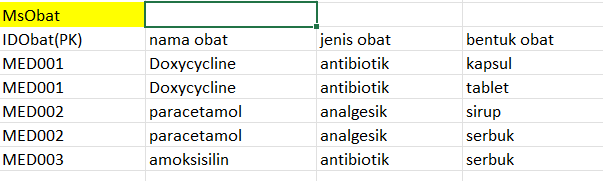 MsObat
IDObat(PK) nama obat jenis obat bentuk obat
MED001 Doxycycline antibiotik kapsul
MED001 Doxycycline antibiotik tablet
MED002 paracetamol analgesik sirup
MED002 paracetamol analgesik serbuk
MED003 amoksisilin antibiotik serbuk